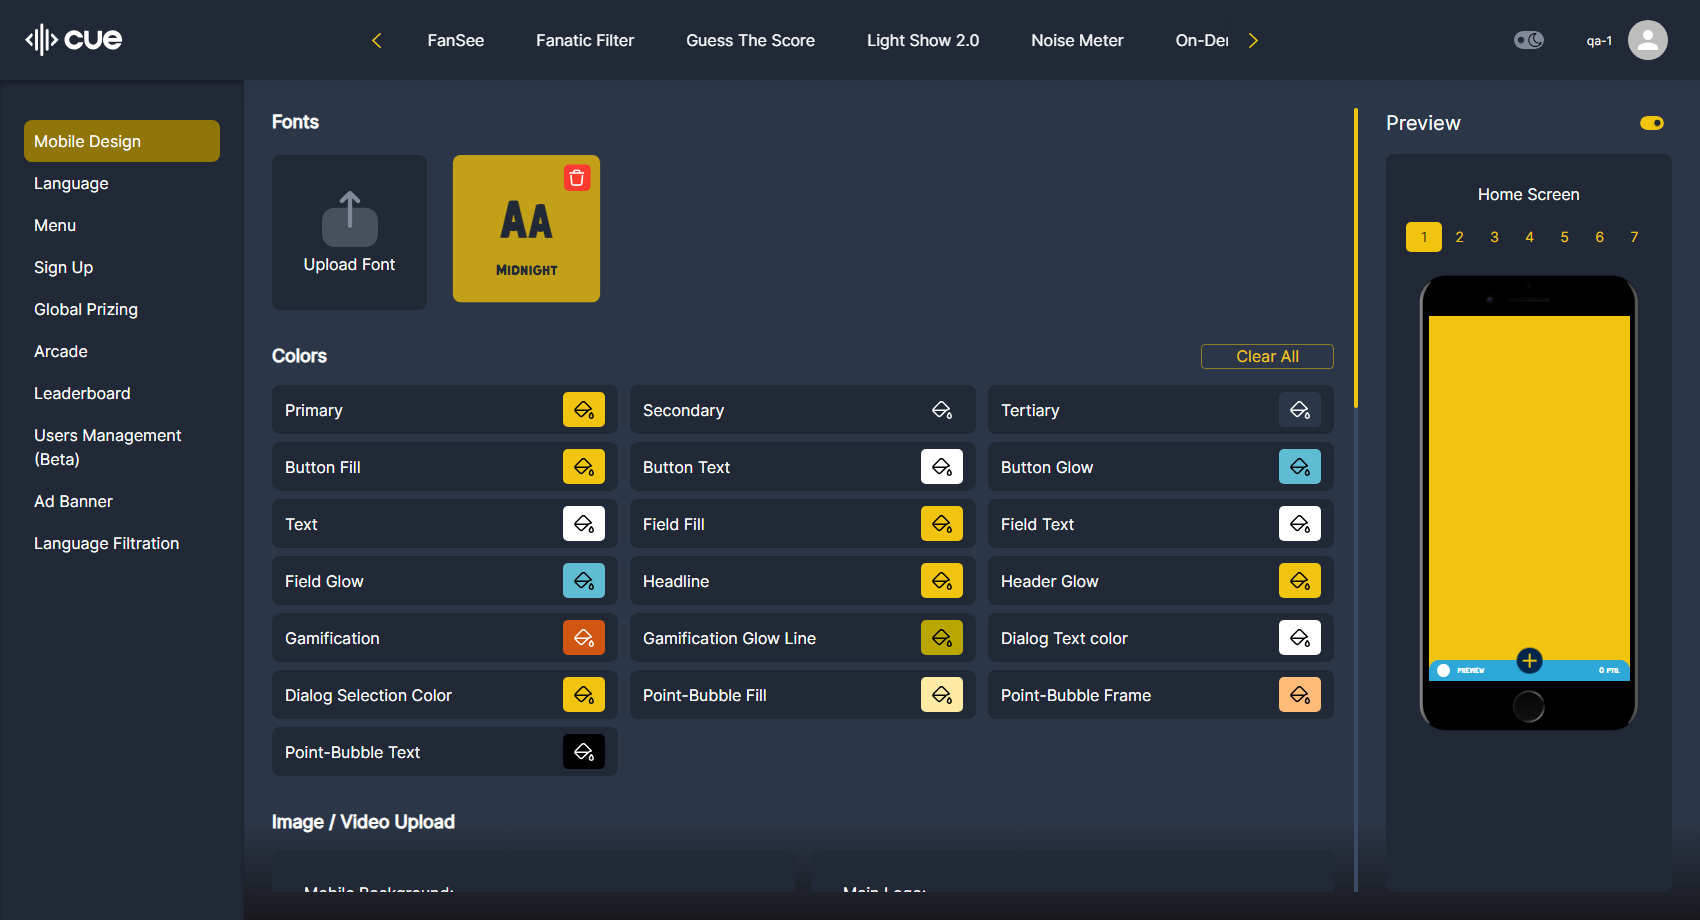 cue
FanSee
Fanatic Filter
Guess The Score
Light Show 2.0
Noise Meter
On-Der
qa-1
Mobile Design
Language
Menu
Sign Up
Global Prizing
Arcade
Leaderboard
Users Management
(Beta)
Ad Banner
Language Filtration
Fonts
Upload Font
AA
MIDNIGHT
Colors
Clear All
Primary
Secondary
Tertiary
Button Fill
Button Text
Button Glow
Text
Field Fill
Field Text
Field Glow
Headline
Header Glow
Gamification
Gamification Glow Line
Dialog Text color
Dialog Selection Color
Point-Bubble Fill
Point-Bubble Frame
Point-Bubble Text
Image / Video Upload
Mobile Background:
Main Logo:
Preview
Home Screen
1 2 3 4 5 6 7
PREVIEW
0 PTS.